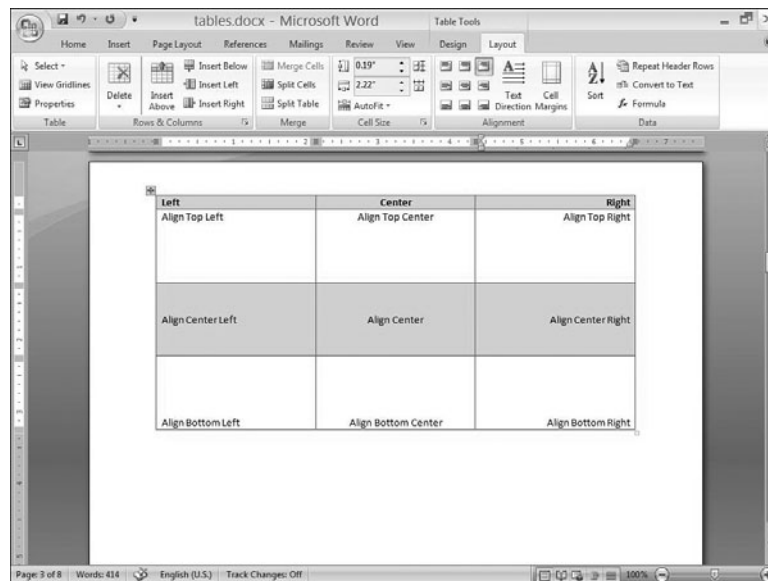 tables.docx - Microsoft Word
Table Tools
Home Insert Page Layout References Mailings Review View Design Layout
Select
View Gridlines
Properties
Table
Delete
Insert Above
Insert Below
Insert Left
Insert Right
Rows & Columns
Merge Cells
Split Cells
Split Table
Merge
0.19"
2.22"
AutoFit
Cell Size
Text Direction
Cell Margins
Alignment
Sort
Repeat Header Rows
Convert to Text
Formula
Data
Left Center Right
Align Top Left Align Top Center Align Top Right
Align Center Left Align Center Align Center Right
Align Bottom Left Align Bottom Center Align Bottom Right
Page: 3 of 8 Words: 414 English (U.S.) Track Changes: Off 100%